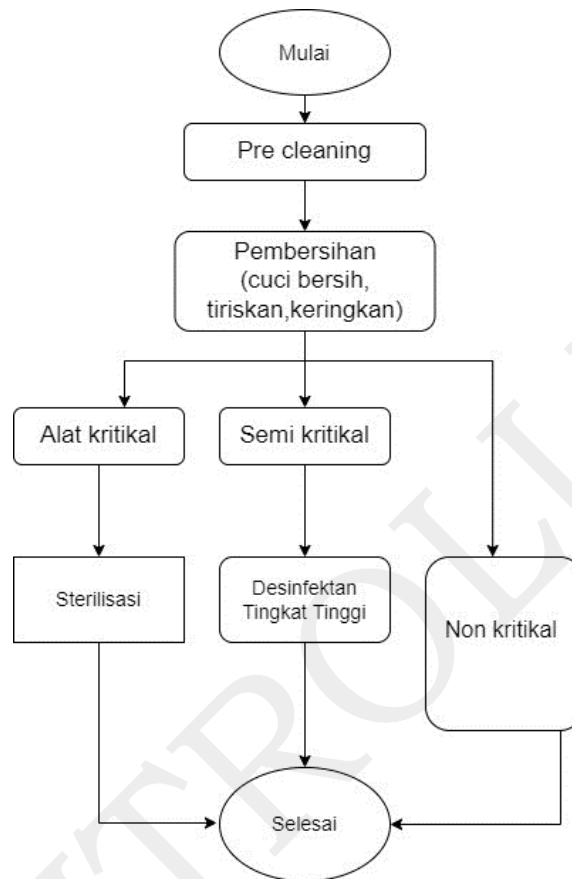 Mulai
Pre cleaning
Pembersihan
(cuci bersih,
tiriskan,keringkan)
Alat kritikal
Semi kritikal
Sterilisasi
Desinfektan
Tingkat Tinggi
Non kritikal
Selesai